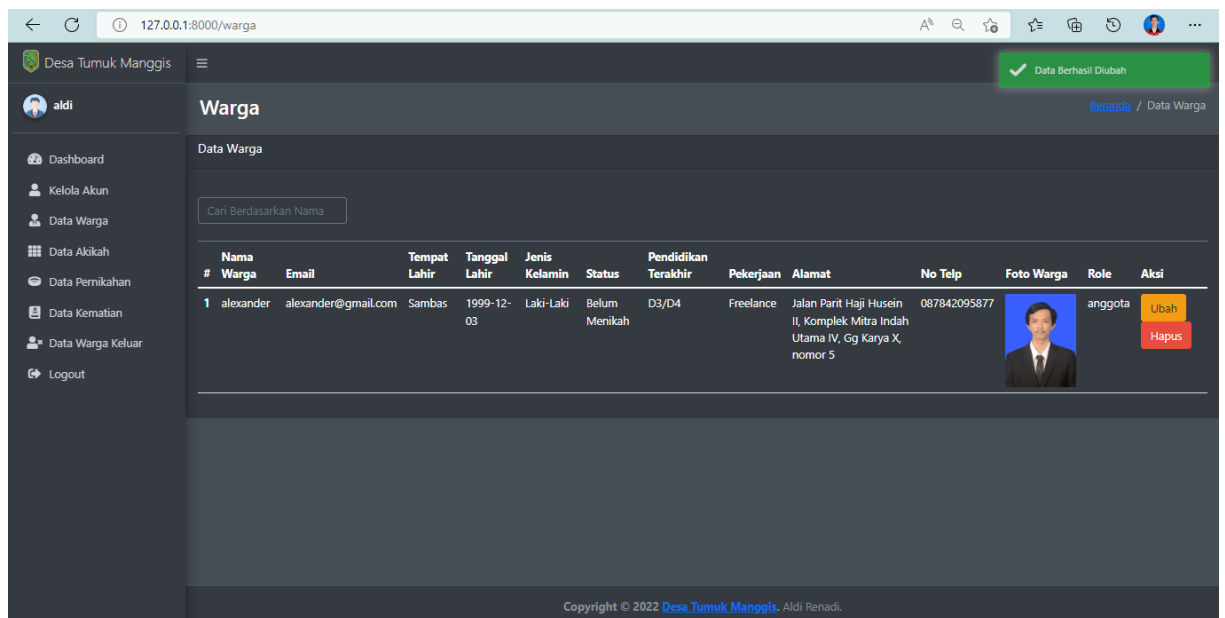 127.0.0.1:8000/warga
Desa Tumuk Manggis
Data Berhasil Diubah
aldi
Warga
Beranda / Data Warga
Dashboard
Kelola Akun
Data Warga
Data Akikah
Data Pernikahan
Data Kematian
Data Warga Keluar
Logout
Data Warga
Cari Berdasarkan Nama
Nama Tempat Tanggal Jenis Pendidikan
# Warga Email Lahir Lahir Kelamin Status Terakhir Pekerjaan Alamat No Telp Foto Warga Role Aksi
1 alexander alexander@gmail.com Sambas 1999-12- Laki-Laki Belum D3/D4 Freelance Jalan Parit Haji Husein 087842095877 anggota Ubah
03 Menikah II, Komplek Mitra Indah
Utama IV, Gg Karya X, Hapus
nomor 5
Copyright © 2022 Desa Tumuk Manggis. Aldi Renadi.